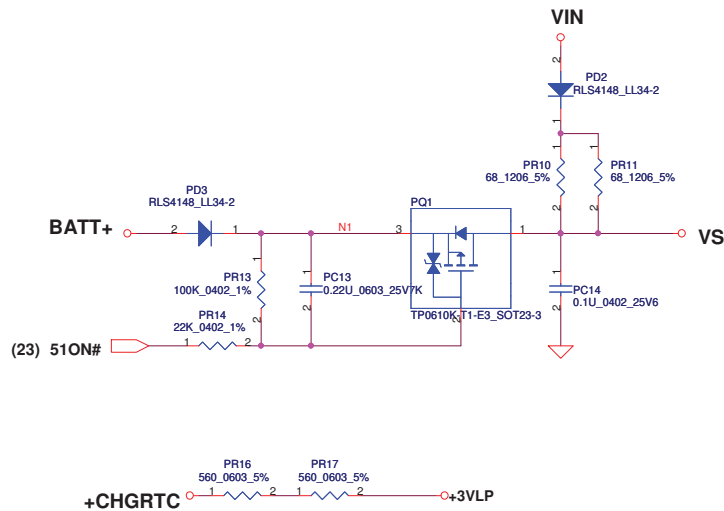 VIN
2
PD2
RLS4148_LL34-2
1
1
1
PR10
68_1206_5%
PR11
68_1206_5%
2
2
PD3
RLS4148_LL34-2
PQ1
BATT+
2
1
N1
3
1
VS
1
PR13
100K_0402_1%
1
PC13
0.22U_0603_25V7K
1
PC14
0.1U_0402_25V6
2
2
2
2
TP0610K-T1-E3_SOT23-3
PR14
22K_0402_1%
(23) 51ON#
1
2
PR16
560_0603_5%
PR17
560_0603_5%
+CHGRTC
1
2
1
2
+3VLP